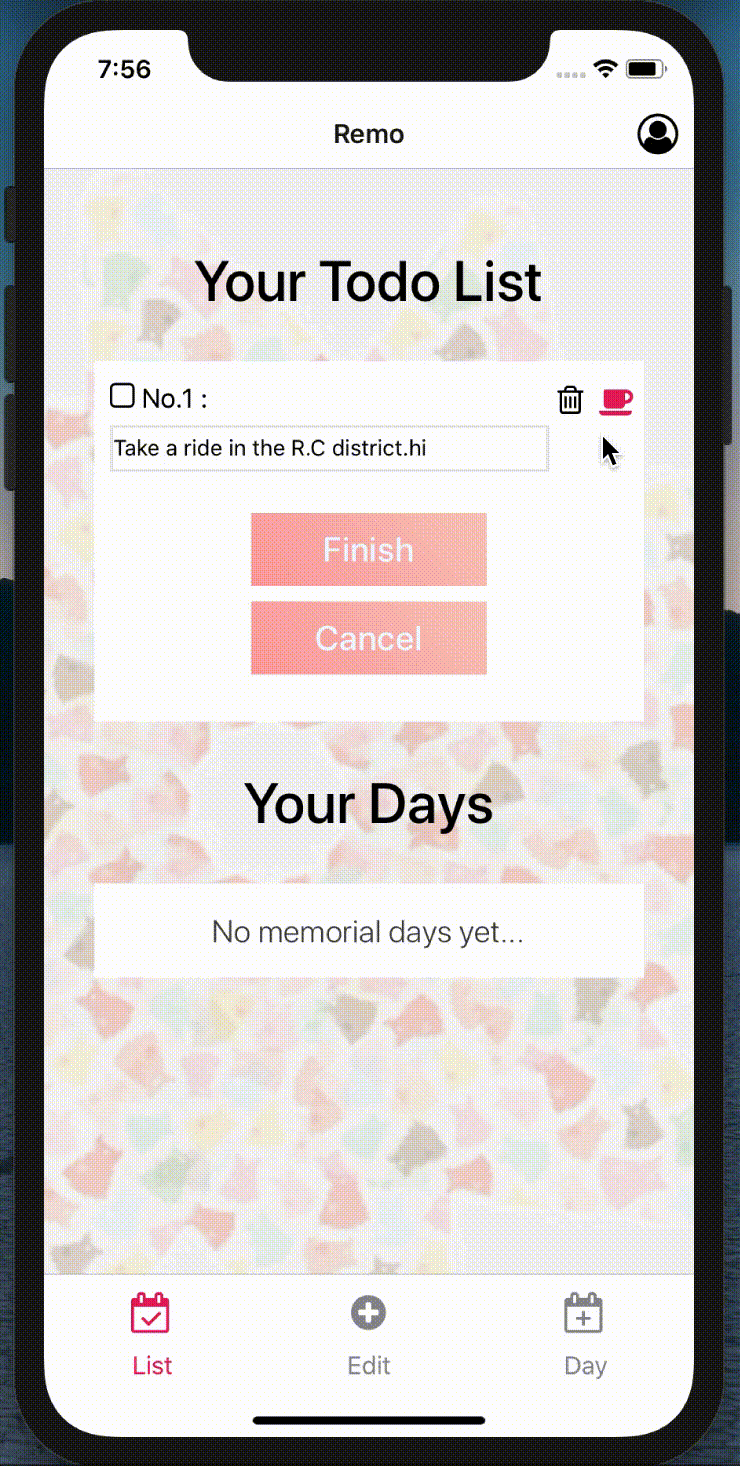 7:56
Remo
Your Todo List
No.1 :
Take a ride in the R.C district.hi
Finish
Cancel
Your Days
No memorial days yet...
List
Edit
Day